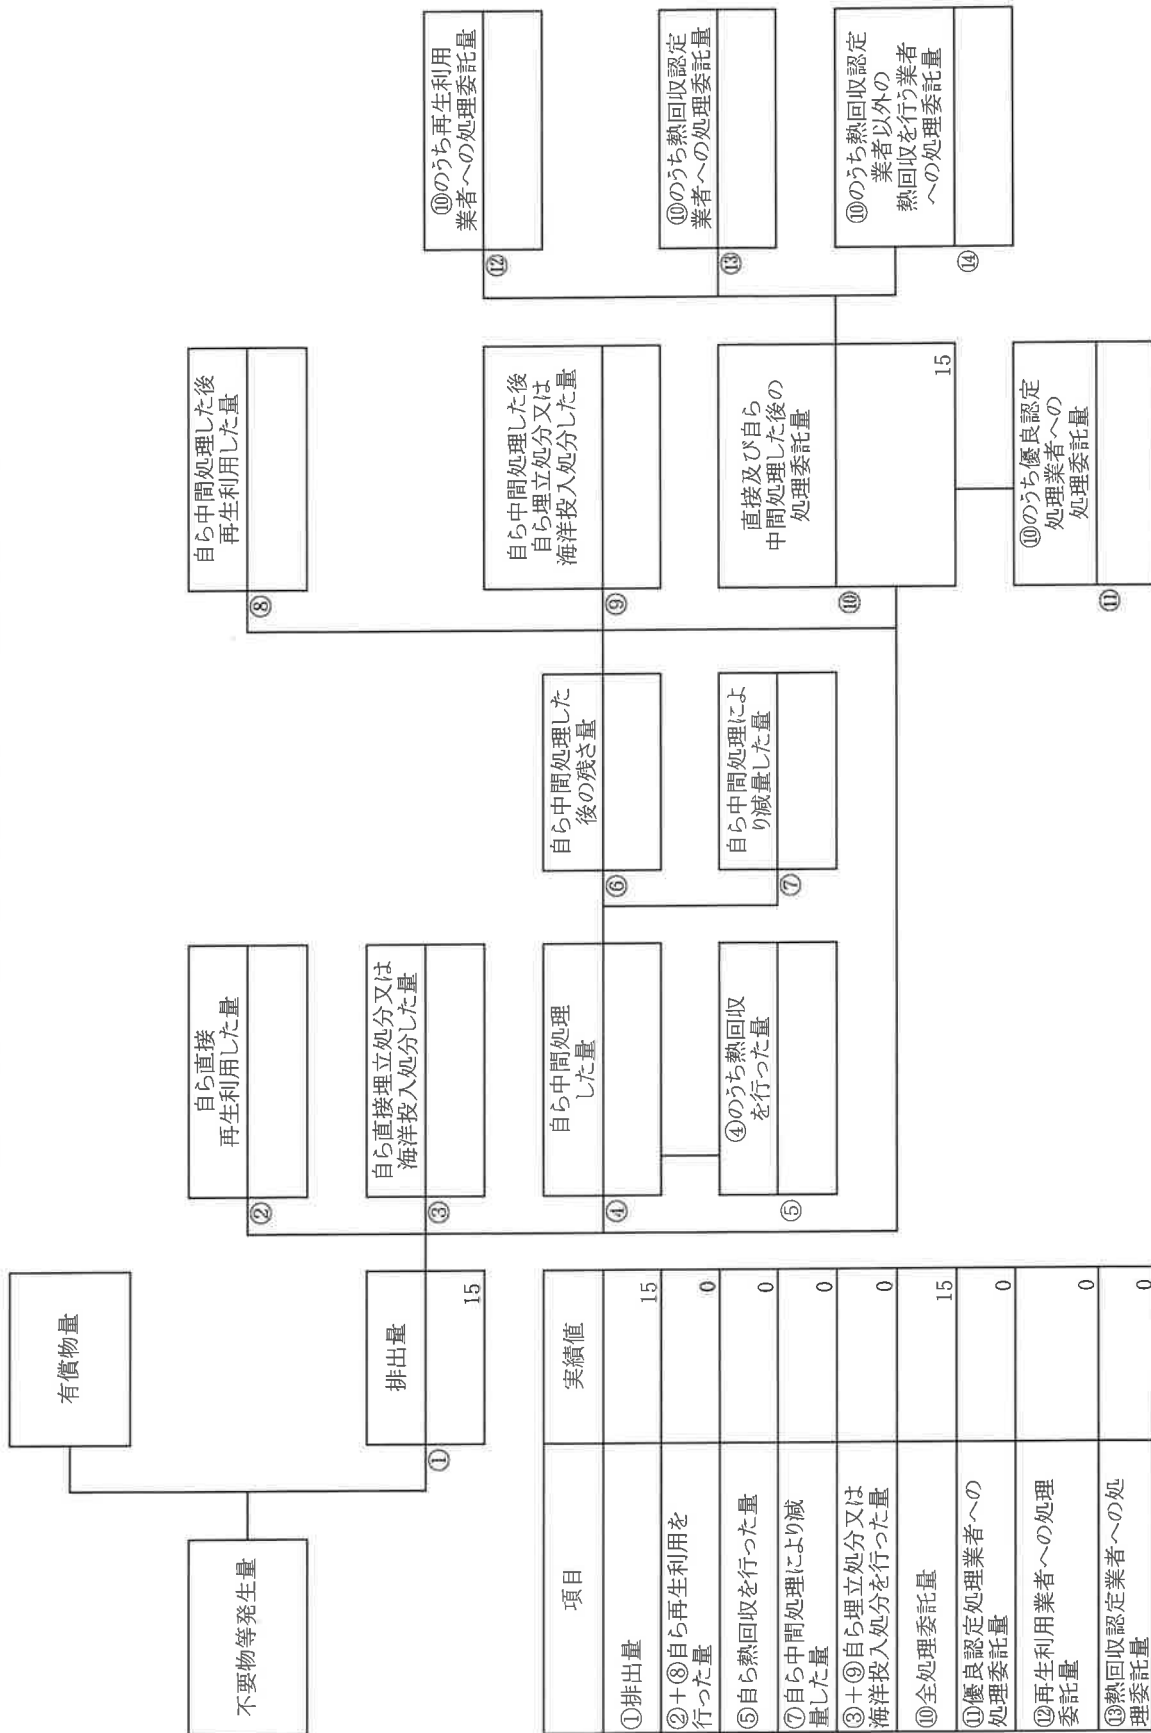 不要物等発生量
有償物量
排出量
①
15
自ら直接
再生利用した量
②
自ら直接埋立処分又は
海洋投入処分した量
③
自ら中間処理
した量
④
④のうち熱回収
を行った量
⑤
自ら中間処理した
後の残さ量
⑥
自ら中間処理によ
り減量した量
⑦
自ら中間処理した後
再生利用した量
⑧
自ら中間処理した後
自ら埋立処分又は
海洋投入処分した量
⑨
直接及び自ら
中間処理した後の
処理委託量
⑩
15
⑩のうち優良認定
処理業者への
処理委託量
⑪
⑩のうち再生利用
業者への処理委託量
⑫
⑩のうち熱回収認定
業者への処理委託量
⑬
⑩のうち熱回収認定
業者以外の
熱回収を行う業者
への処理委託量
⑭
項目 実績値
①排出量 15
②+⑧自ら再生利用を
行った量 0
⑤自ら熱回収を行った量 0
⑦自ら中間処理により減
量した量 0
③+⑨自ら埋立処分又は
海洋投入処分を行った量 0
⑩全処理委託量 15
⑪優良認定処理業者への
処理委託量 0
⑫再生利用業者への処理
委託量 0
⑬熱回収認定業者への処
理委託量 0